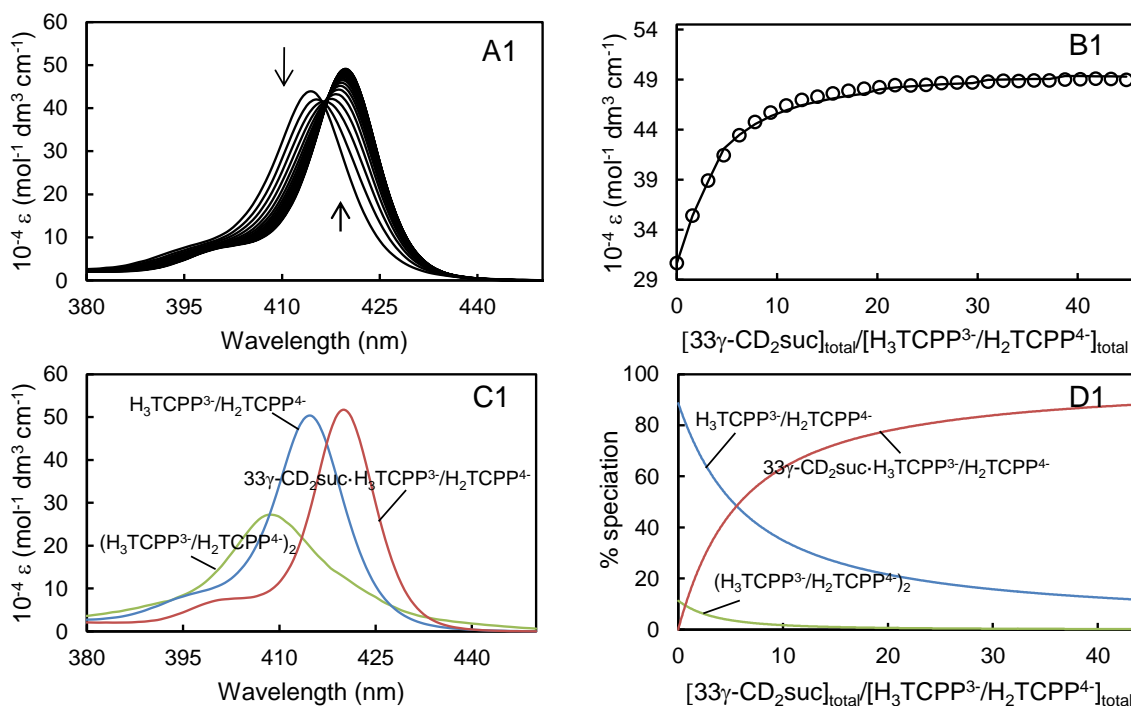 A1
10⁻⁴ ε (mol⁻¹ dm³ cm⁻¹)
60
50
40
30
20
10
0
380 395 410 425 440
Wavelength (nm)
B1
10⁻⁴ ε (mol⁻¹ dm³ cm⁻¹)
54
49
44
39
34
29
0 10 20 30 40
[33γ-CD₂suc]total/[H₃TCPP³⁻/H₂TCPP⁴⁻]total
C1
10⁻⁴ ε (mol⁻¹ dm³ cm⁻¹)
60
50
40
30
20
10
0
H₃TCPP³⁻/H₂TCPP⁴⁻
33γ-CD₂suc·H₃TCPP³⁻/H₂TCPP⁴⁻
(H₃TCPP³⁻/H₂TCPP⁴⁻)₂
380 395 410 425 440
Wavelength (nm)
D1
% speciation
100
80
60
40
20
0
H₃TCPP³⁻/H₂TCPP⁴⁻
33γ-CD₂suc·H₃TCPP³⁻/H₂TCPP⁴⁻
(H₃TCPP³⁻/H₂TCPP⁴⁻)₂
0 10 20 30 40
[33γ-CD₂suc]total/[H₃TCPP³⁻/H₂TCPP⁴⁻]total